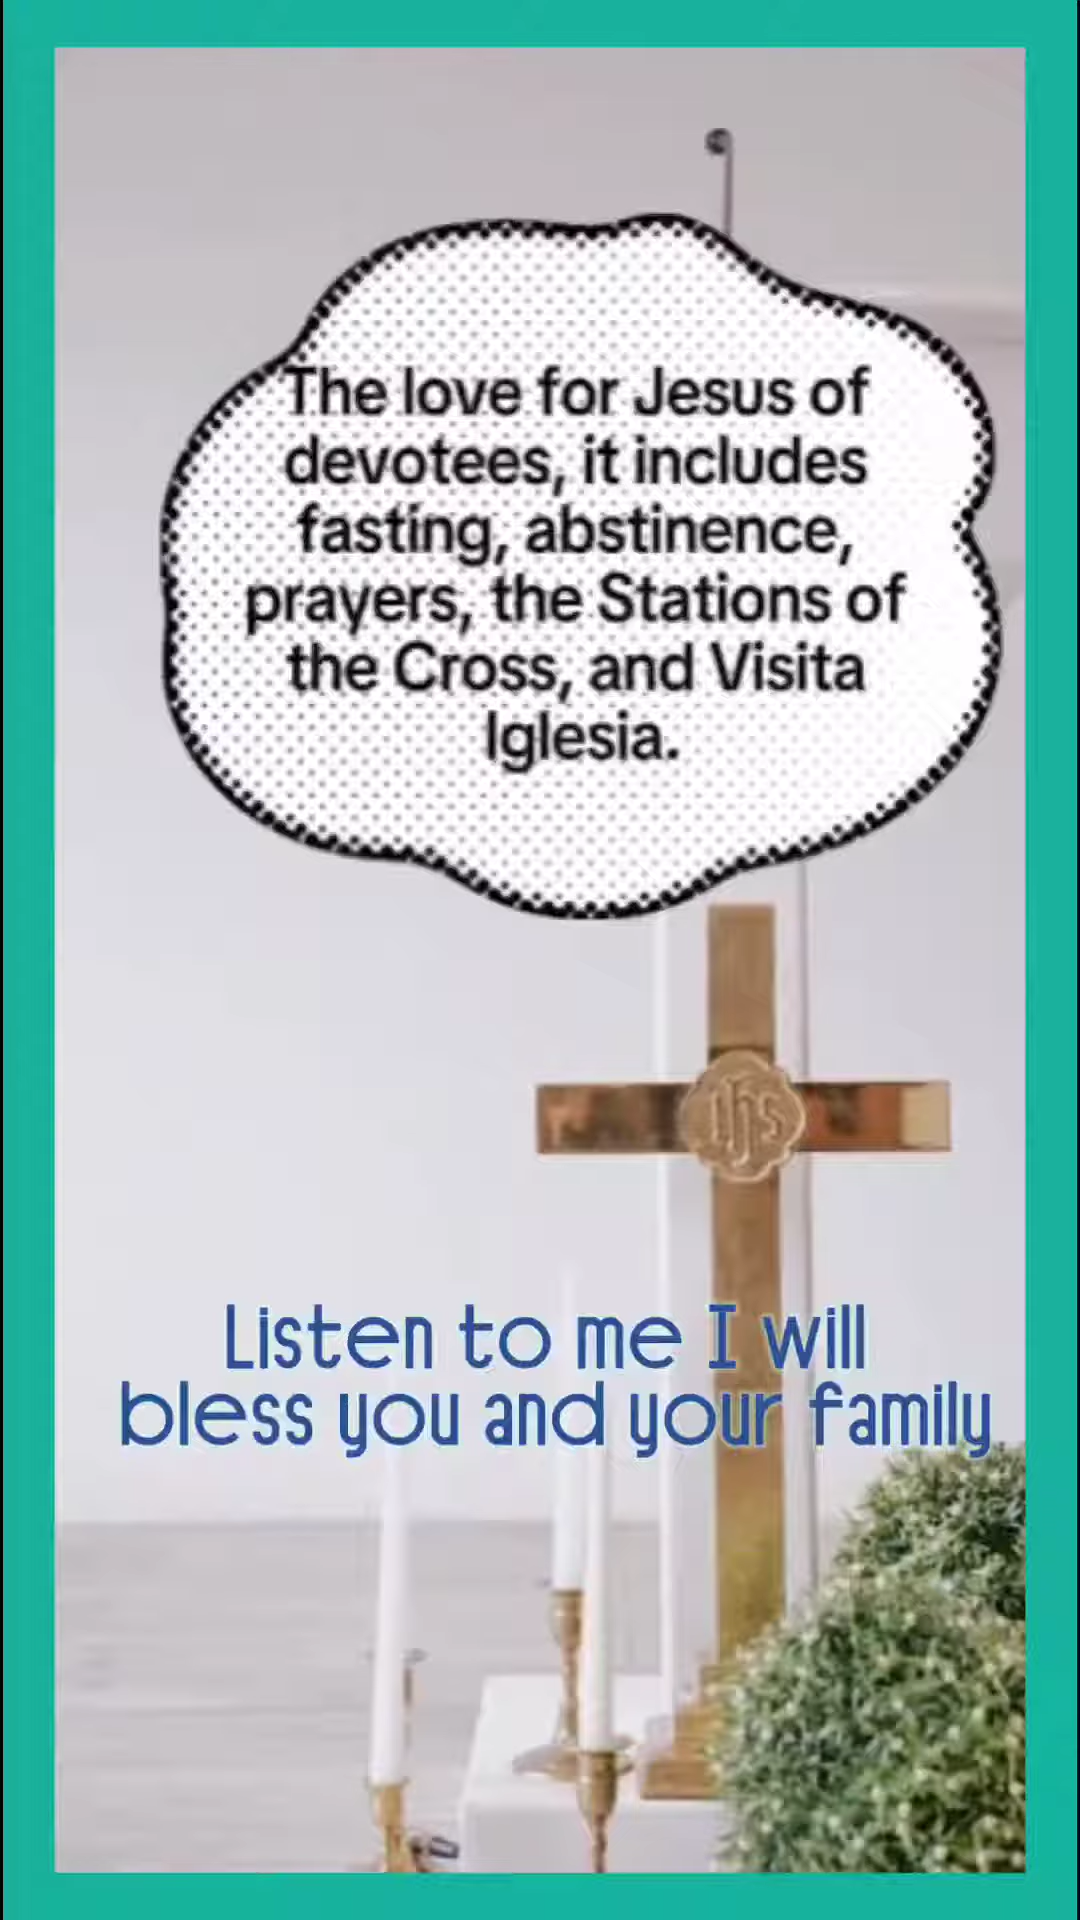 The love for Jesus of
devotees, it includes
fasting, abstinence,
prayers, the Stations of
the Cross, and Visita
Iglesia.
ihs
Listen to me I will
bless you and your family